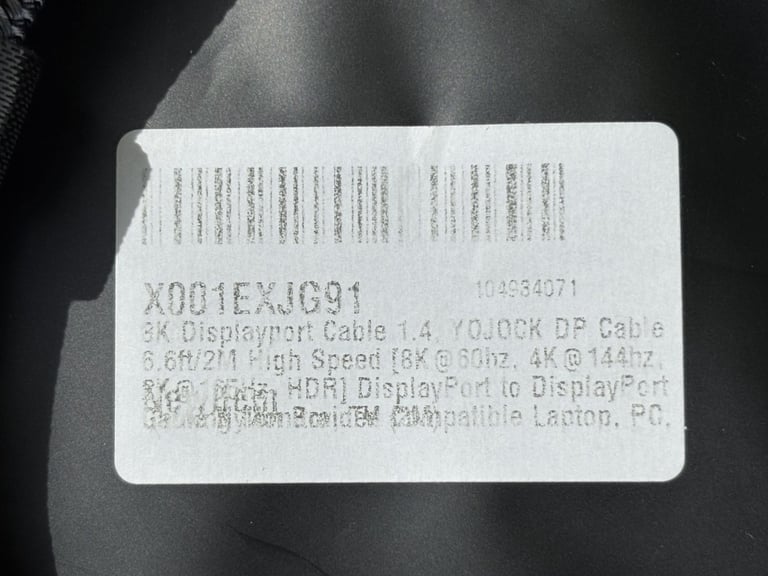 X001EXJG91
104934071
8K Displayport Cable 1.4, YOJOCK DP Cable
6.6ft/2M High Speed [8K@60hz, 4K@144hz,
HDR] DisplayPort to DisplayPort
Compatible Laptop, PC,